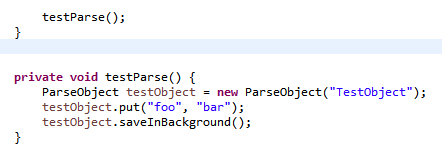 testParse();
}
private void testParse() {
ParseObject testObject = new ParseObject("TestObject");
testObject.put("foo", "bar");
testObject.saveInBackground();
}